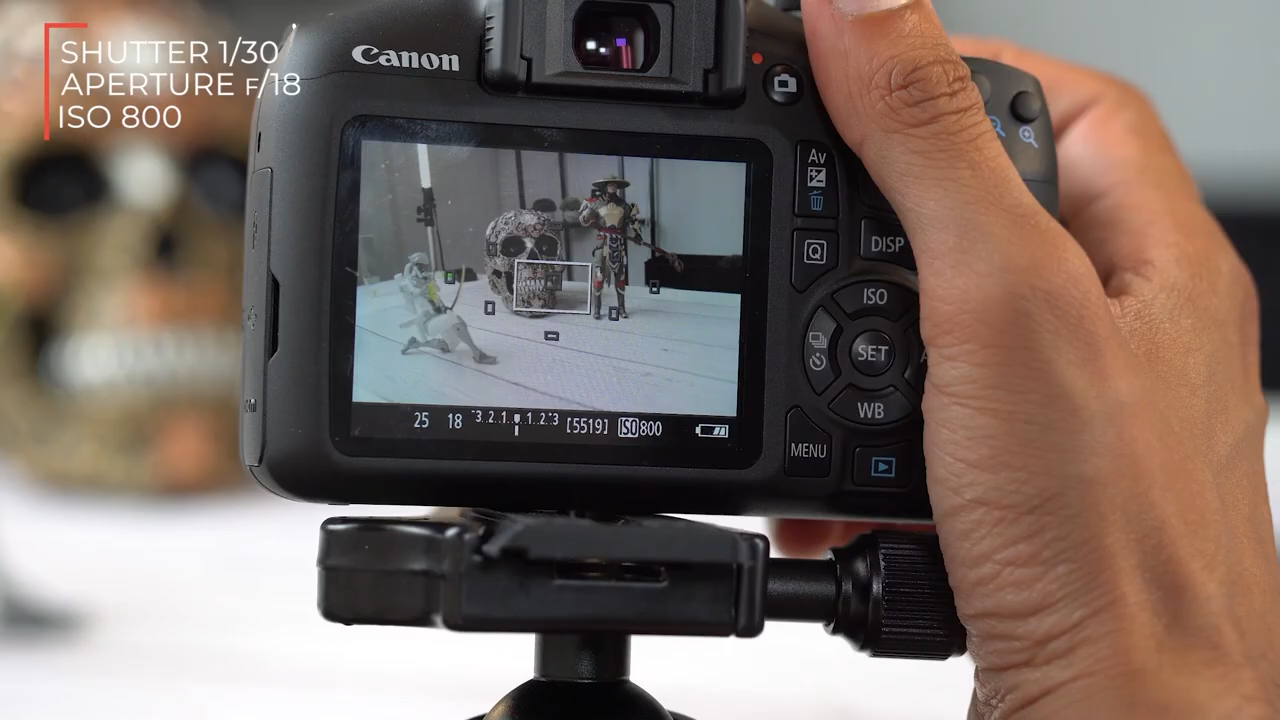 SHUTTER 1/30
APERTURE F/18
ISO 800
Canon
Av
Q
DISP
ISO
SET
WB
MENU
25 18 -3..2..1..0..1..2..+3 [5519] ISO 800